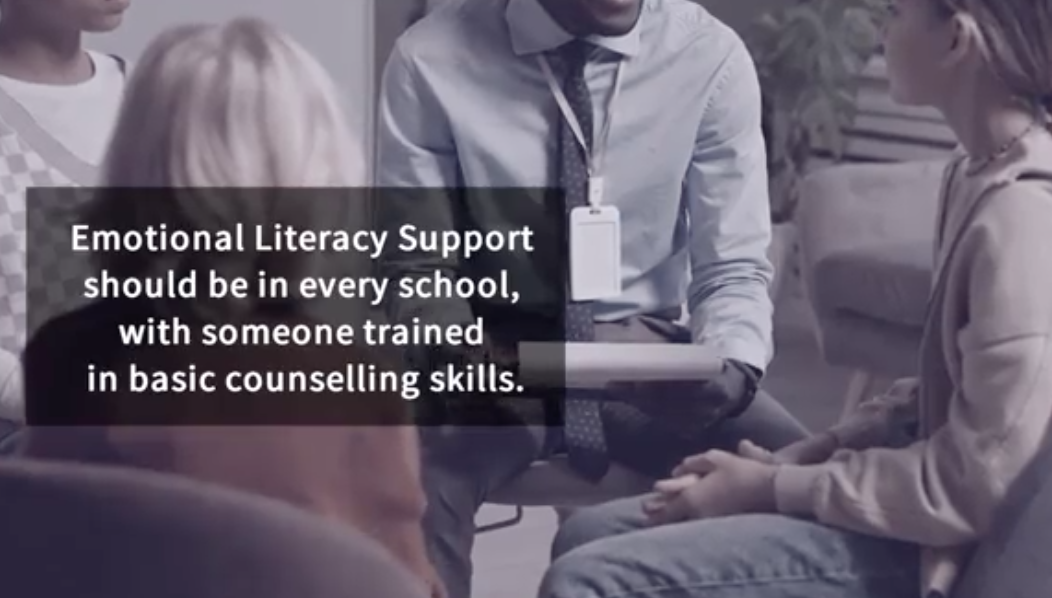 Emotional Literacy Support
should be in every school,
with someone trained
in basic counselling skills.